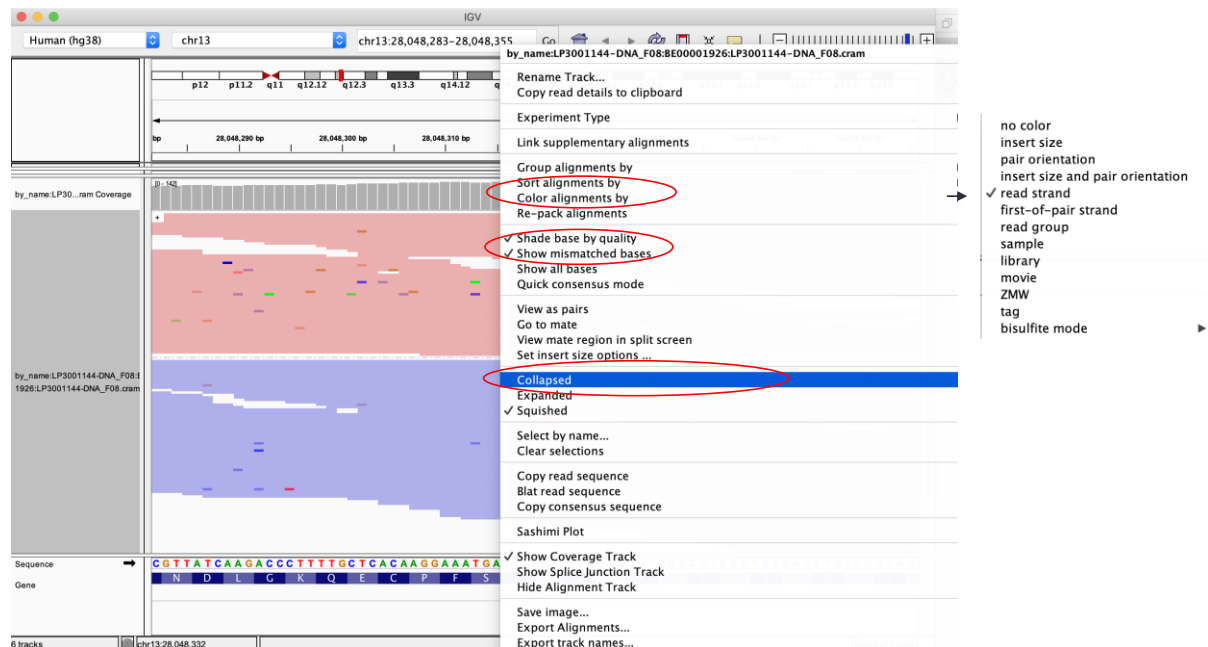 IGV
Human (hg38)
chr13
chr13:28,048,283-28,048,355
Go
p12 p11.2 q11 q12.12 q12.3 q13.3 q14.12
bp 28,048,290 bp 28,048,300 bp 28,048,310 bp
by_name:LP30...ram Coverage
[0 - 142]
by_name:LP3001144-DNA_F08:
1926:LP3001144-DNA_F08.cram
Sequence
CGTTATCAAGACCCTTTTGCTCACAAGGAAATGA
Gene
N D L G K Q E C P F S
6 tracks
chr13:28,048,332
by_name:LP3001144-DNA_F08:BE00001926:LP3001144-DNA_F08.cram
Rename Track...
Copy read details to clipboard
Experiment Type
Link supplementary alignments
Group alignments by
Sort alignments by
Color alignments by
Re-pack alignments
✓ Shade base by quality
✓ Show mismatched bases
Show all bases
Quick consensus mode
View as pairs
Go to mate
View mate region in split screen
Set insert size options ...
Collapsed
Expanded
✓ Squished
Select by name...
Clear selections
Copy read sequence
Blat read sequence
Copy consensus sequence
Sashimi Plot
✓ Show Coverage Track
Show Splice Junction Track
Hide Alignment Track
Save image...
Export Alignments...
Export track names...
no color
insert size
pair orientation
insert size and pair orientation
✓ read strand
first-of-pair strand
read group
sample
library
movie
ZMW
tag
bisulfite mode